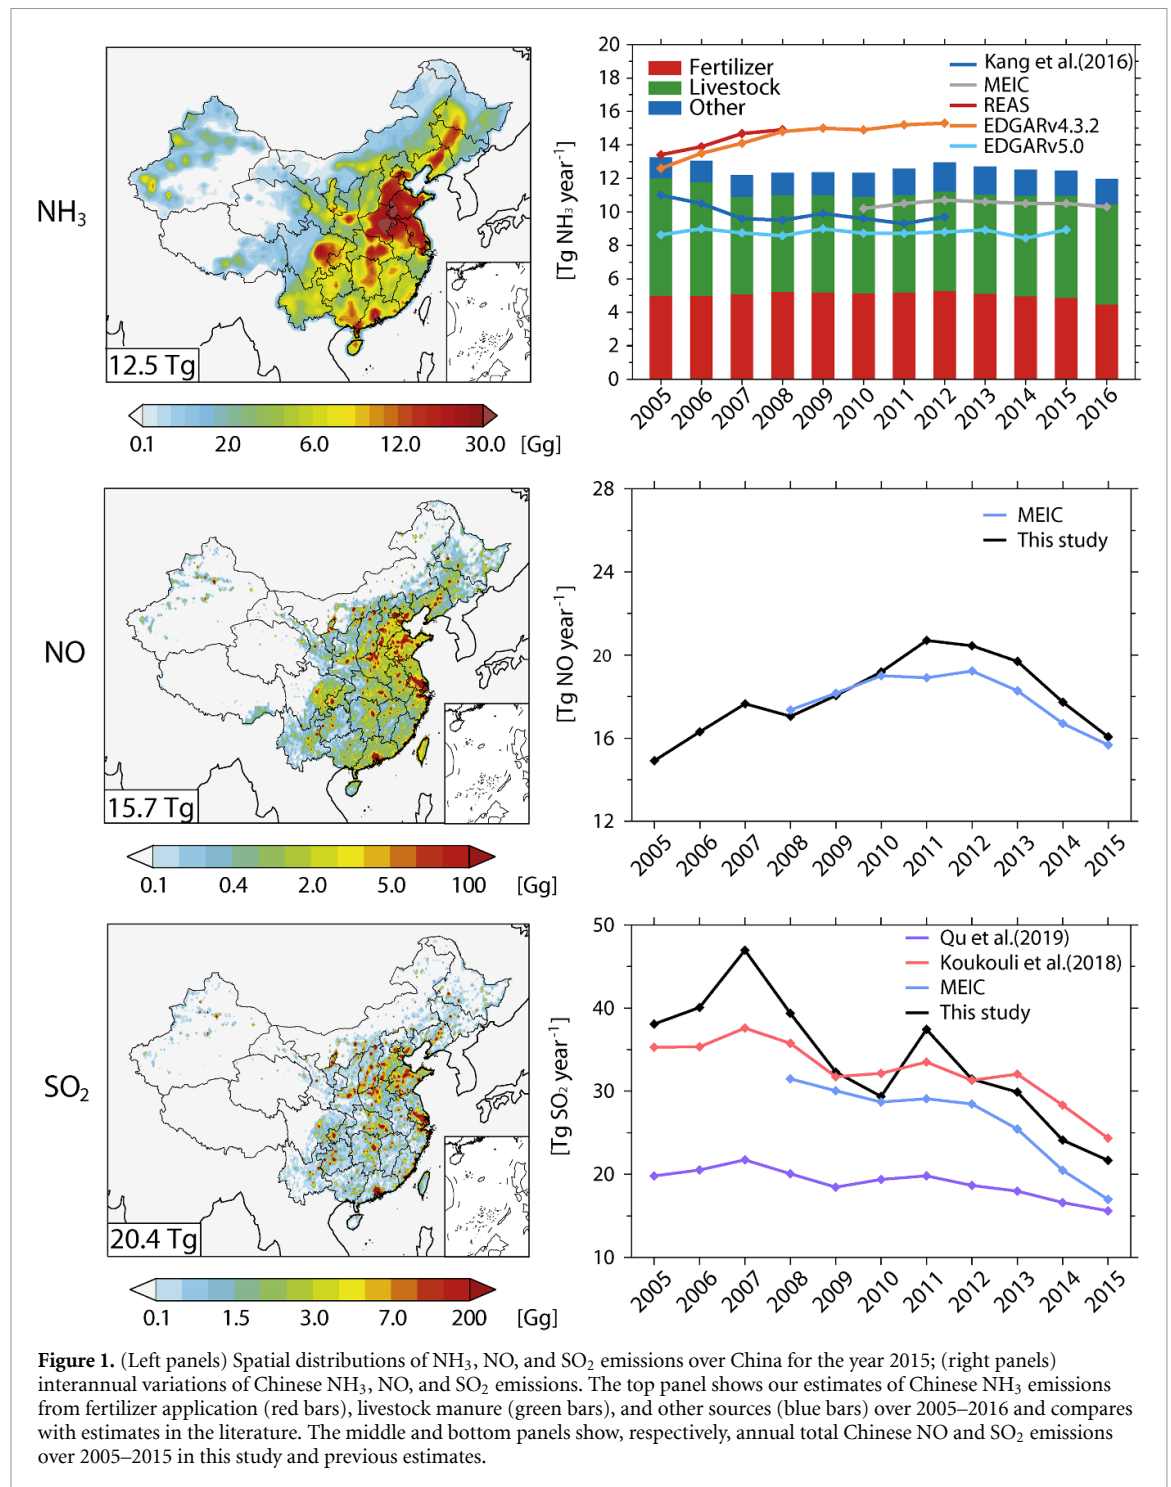 NH3
12.5 Tg
0.1 2.0 6.0 12.0 30.0 [Gg]
[Tg NH3 year-1]
20
18
16
14
12
10
8
6
4
2
0
Fertilizer
Livestock
Other
Kang et al.(2016)
MEIC
REAS
EDGARv4.3.2
EDGARv5.0
2005 2006 2007 2008 2009 2010 2011 2012 2013 2014 2015 2016
NO
15.7 Tg
0.1 0.4 2.0 5.0 100 [Gg]
[Tg NO year-1]
28
24
20
16
12
MEIC
This study
2005 2006 2007 2008 2009 2010 2011 2012 2013 2014 2015
SO2
20.4 Tg
0.1 1.5 3.0 7.0 200 [Gg]
[Tg SO2 year-1]
50
40
30
20
10
Qu et al.(2019)
Koukouli et al.(2018)
MEIC
This study
2005 2006 2007 2008 2009 2010 2011 2012 2013 2014 2015
Figure 1. (Left panels) Spatial distributions of NH3, NO, and SO2 emissions over China for the year 2015; (right panels)
interannual variations of Chinese NH3, NO, and SO2 emissions. The top panel shows our estimates of Chinese NH3 emissions
from fertilizer application (red bars), livestock manure (green bars), and other sources (blue bars) over 2005–2016 and compares
with estimates in the literature. The middle and bottom panels show, respectively, annual total Chinese NO and SO2 emissions
over 2005–2015 in this study and previous estimates.